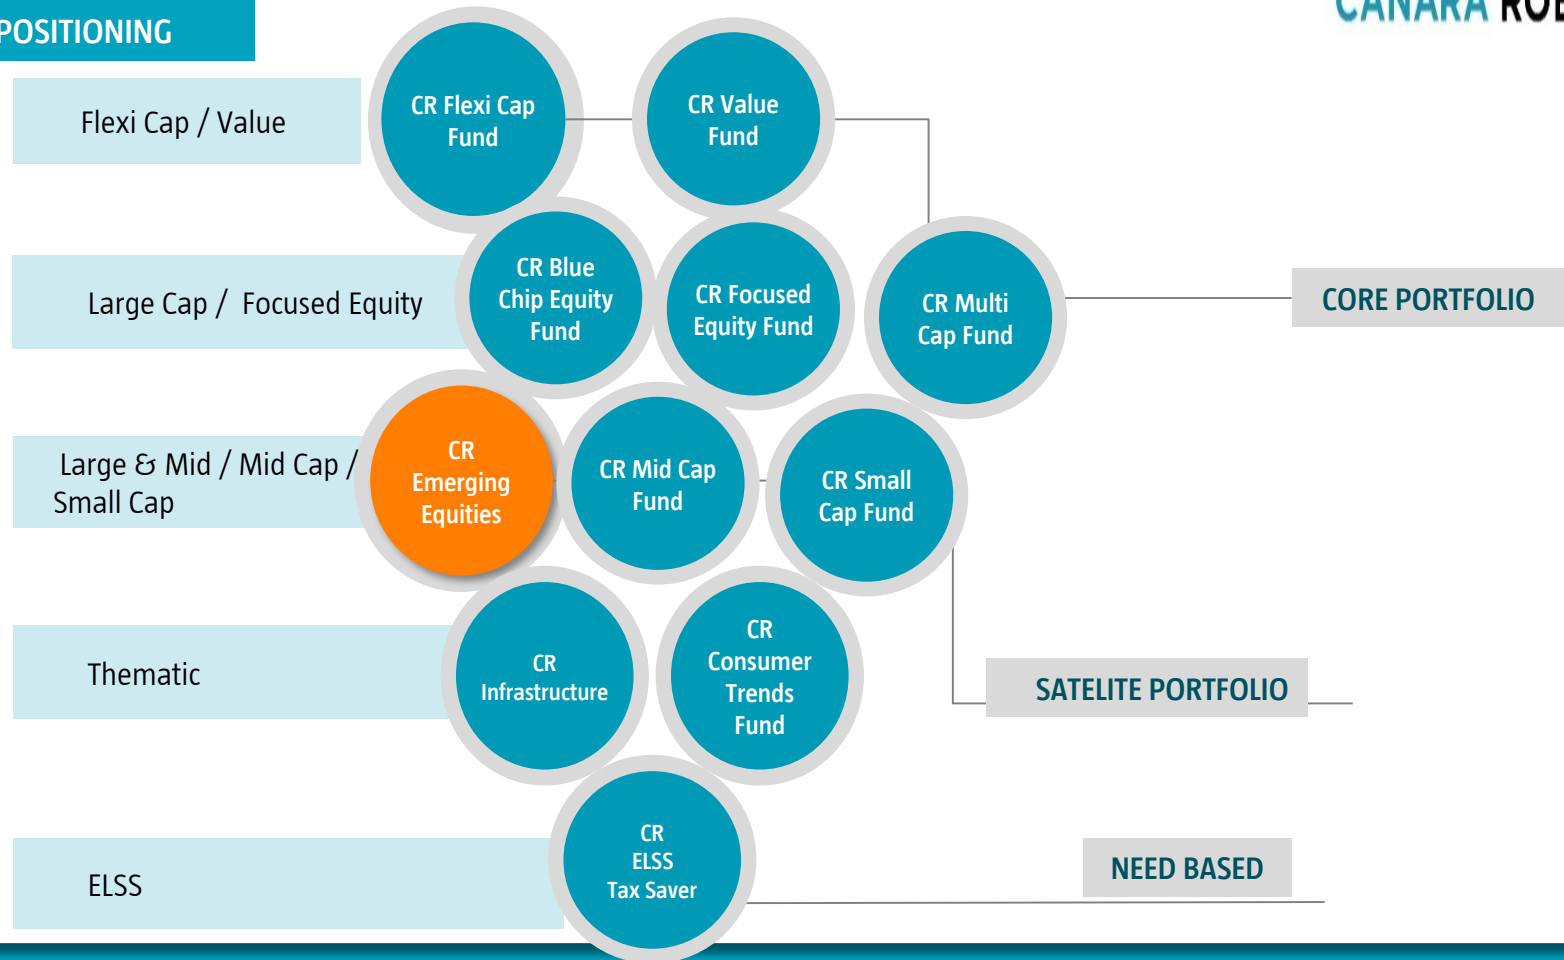 POSITIONING
CANARA
Flexi Cap / Value
CR Flexi Cap
Fund
CR Value
Fund
Large Cap / Focused Equity
CR Blue
Chip Equity
Fund
CR Focused
Equity Fund
CR Multi
Cap Fund
CORE PORTFOLIO
Large & Mid / Mid Cap /
Small Cap
CR
Emerging
Equities
CR Mid Cap
Fund
CR Small
Cap Fund
Thematic
CR
Infrastructure
CR
Consumer
Trends
Fund
SATELITE PORTFOLIO
ELSS
CR
ELSS
Tax Saver
NEED BASED